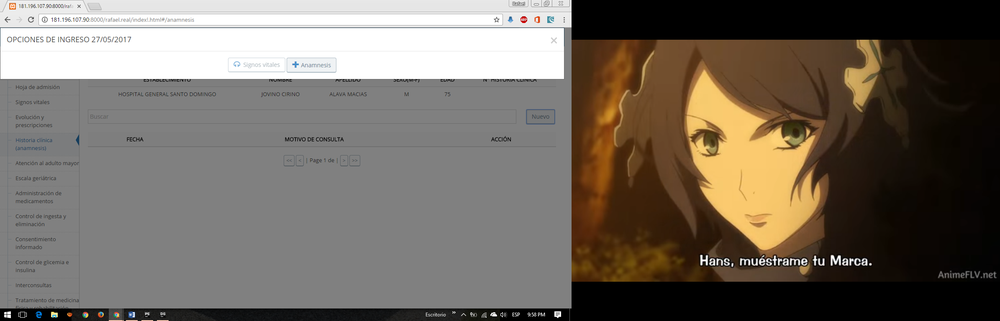 181.196.107.90:8000/rafa
Rafael
181.196.107.90:8000/rafael.real/index!.html#/anamnesis
ABP
OPCIONES DE INGRESO 27/05/2017
Signos vitales
Anamnesis
ESTABLECIMIENTO NOMBRE APELLIDO SEXO(M-F) EDAD N° HISTORIA CLINICA
HOSPITAL GENERAL SANTO DOMINGO JOVINO CIRINO ALAVA MACIAS M 75
Buscar
Nuevo
FECHA MOTIVO DE CONSULTA ACCIÓN
<< < | Page 1 de | > >>
Hoja de admisión
Signos vitales
Evolución y
prescripciones
Historia clínica
(anamnesis)
Atención al adulto mayor
Escala geriátrica
Administración de
medicamentos
Control de ingesta y
eliminación
Consentimiento
informado
Control de glicemia e
insulina
Interconsultas
Tratamiento de medicina
física y rehabilitación
PS
DG
Escritorio
ESP
9:58 PM
Hans, muéstrame tu Marca.
AnimeFLV.net